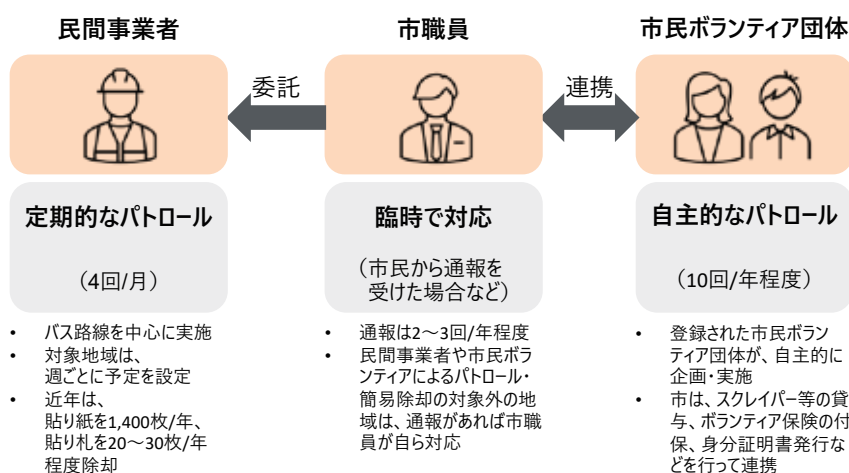 民間事業者
市職員
市民ボランティア団体
委託
連携
定期的なパトロール
（4回/月）
臨時で対応
（市民から通報を
受けた場合など）
自主的なパトロール
（10回/年程度）
• バス路線を中心に実施
• 対象地域は、
週ごとに予定を設定
• 近年は、
貼り紙を1,400枚/年、
貼り札を20～30枚/年
程度除却
• 通報は2～3回/年程度
• 民間事業者や市民ボラ
ンティアによるパトロール・
簡易除却の対象外の地
域は、通報があれば市職
員が自ら対応
• 登録された市民ボラン
ティア団体が、自主的に
企画・実施
• 市は、スクレイパー等の貸
与、ボランティア保険の付
保、身分証明書発行な
どを行って連携